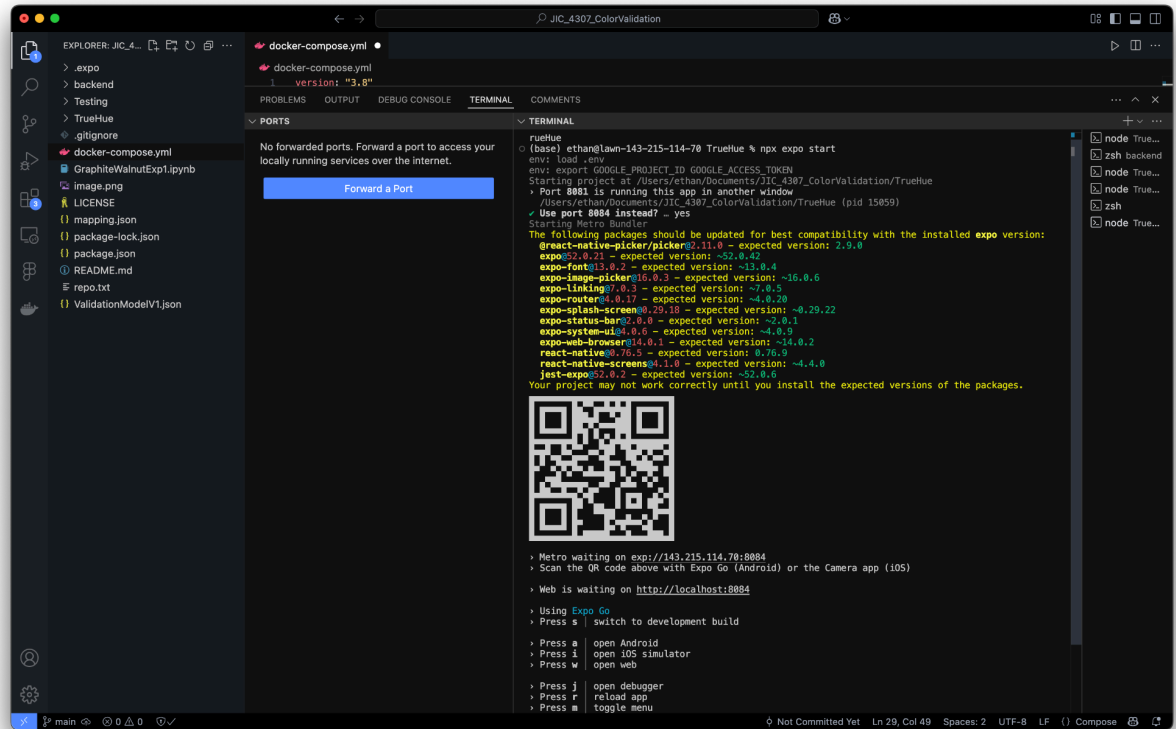 JIC_4307_ColorValidation
EXPLORER: JIC_4...
.expo
backend
Testing
TrueHue
.gitignore
docker-compose.yml
GraphiteWalnutExp1.ipynb
image.png
LICENSE
mapping.json
package-lock.json
package.json
README.md
repo.txt
ValidationModelV1.json
1
3
docker-compose.yml
docker-compose.yml
1 version: "3.8"
PROBLEMS OUTPUT DEBUG CONSOLE TERMINAL COMMENTS
PORTS
No forwarded ports. Forward a port to access your
locally running services over the internet.
Forward a Port
TERMINAL
rueHue
(base) ethan@lawn-143-215-114-70 TrueHue % npx expo start
env: load .env
env: export GOOGLE_PROJECT_ID GOOGLE_ACCESS_TOKEN
Starting project at /Users/ethan/Documents/JIC_4307_ColorValidation/TrueHue
› Port 8081 is running this app in another window
/Users/ethan/Documents/JIC_4307_ColorValidation/TrueHue (pid 15059)
✔ Use port 8084 instead? … yes
Starting Metro Bundler
The following packages should be updated for best compatibility with the installed expo version:
@react-native-picker/picker@2.11.0 - expected version: 2.9.0
expo@52.0.21 - expected version: ~52.0.42
expo-font@13.0.2 - expected version: ~13.0.4
expo-image-picker@16.0.3 - expected version: ~16.0.6
expo-linking@7.0.3 - expected version: ~7.0.5
expo-router@4.0.17 - expected version: ~4.0.20
expo-splash-screen@0.29.18 - expected version: ~0.29.22
expo-status-bar@2.0.0 - expected version: ~2.0.1
expo-system-ui@4.0.6 - expected version: ~4.0.9
expo-web-browser@14.0.1 - expected version: ~14.0.2
react-native@0.76.5 - expected version: 0.76.9
react-native-screens@4.1.0 - expected version: ~4.4.0
jest-expo@52.0.2 - expected version: ~52.0.6
Your project may not work correctly until you install the expected versions of the packages.
› Metro waiting on exp://143.215.114.70:8084
› Scan the QR code above with Expo Go (Android) or the Camera app (iOS)
› Web is waiting on http://localhost:8084
› Using Expo Go
› Press s │ switch to development build
› Press a │ open Android
› Press i │ open iOS simulator
› Press w │ open web
› Press j │ open debugger
› Press r │ reload app
› Press m │ toggle menu
node True...
zsh backend
node True...
node True...
zsh
node True...
main 0 0
Not Committed Yet Ln 29, Col 49 Spaces: 2 UTF-8 LF {} Compose